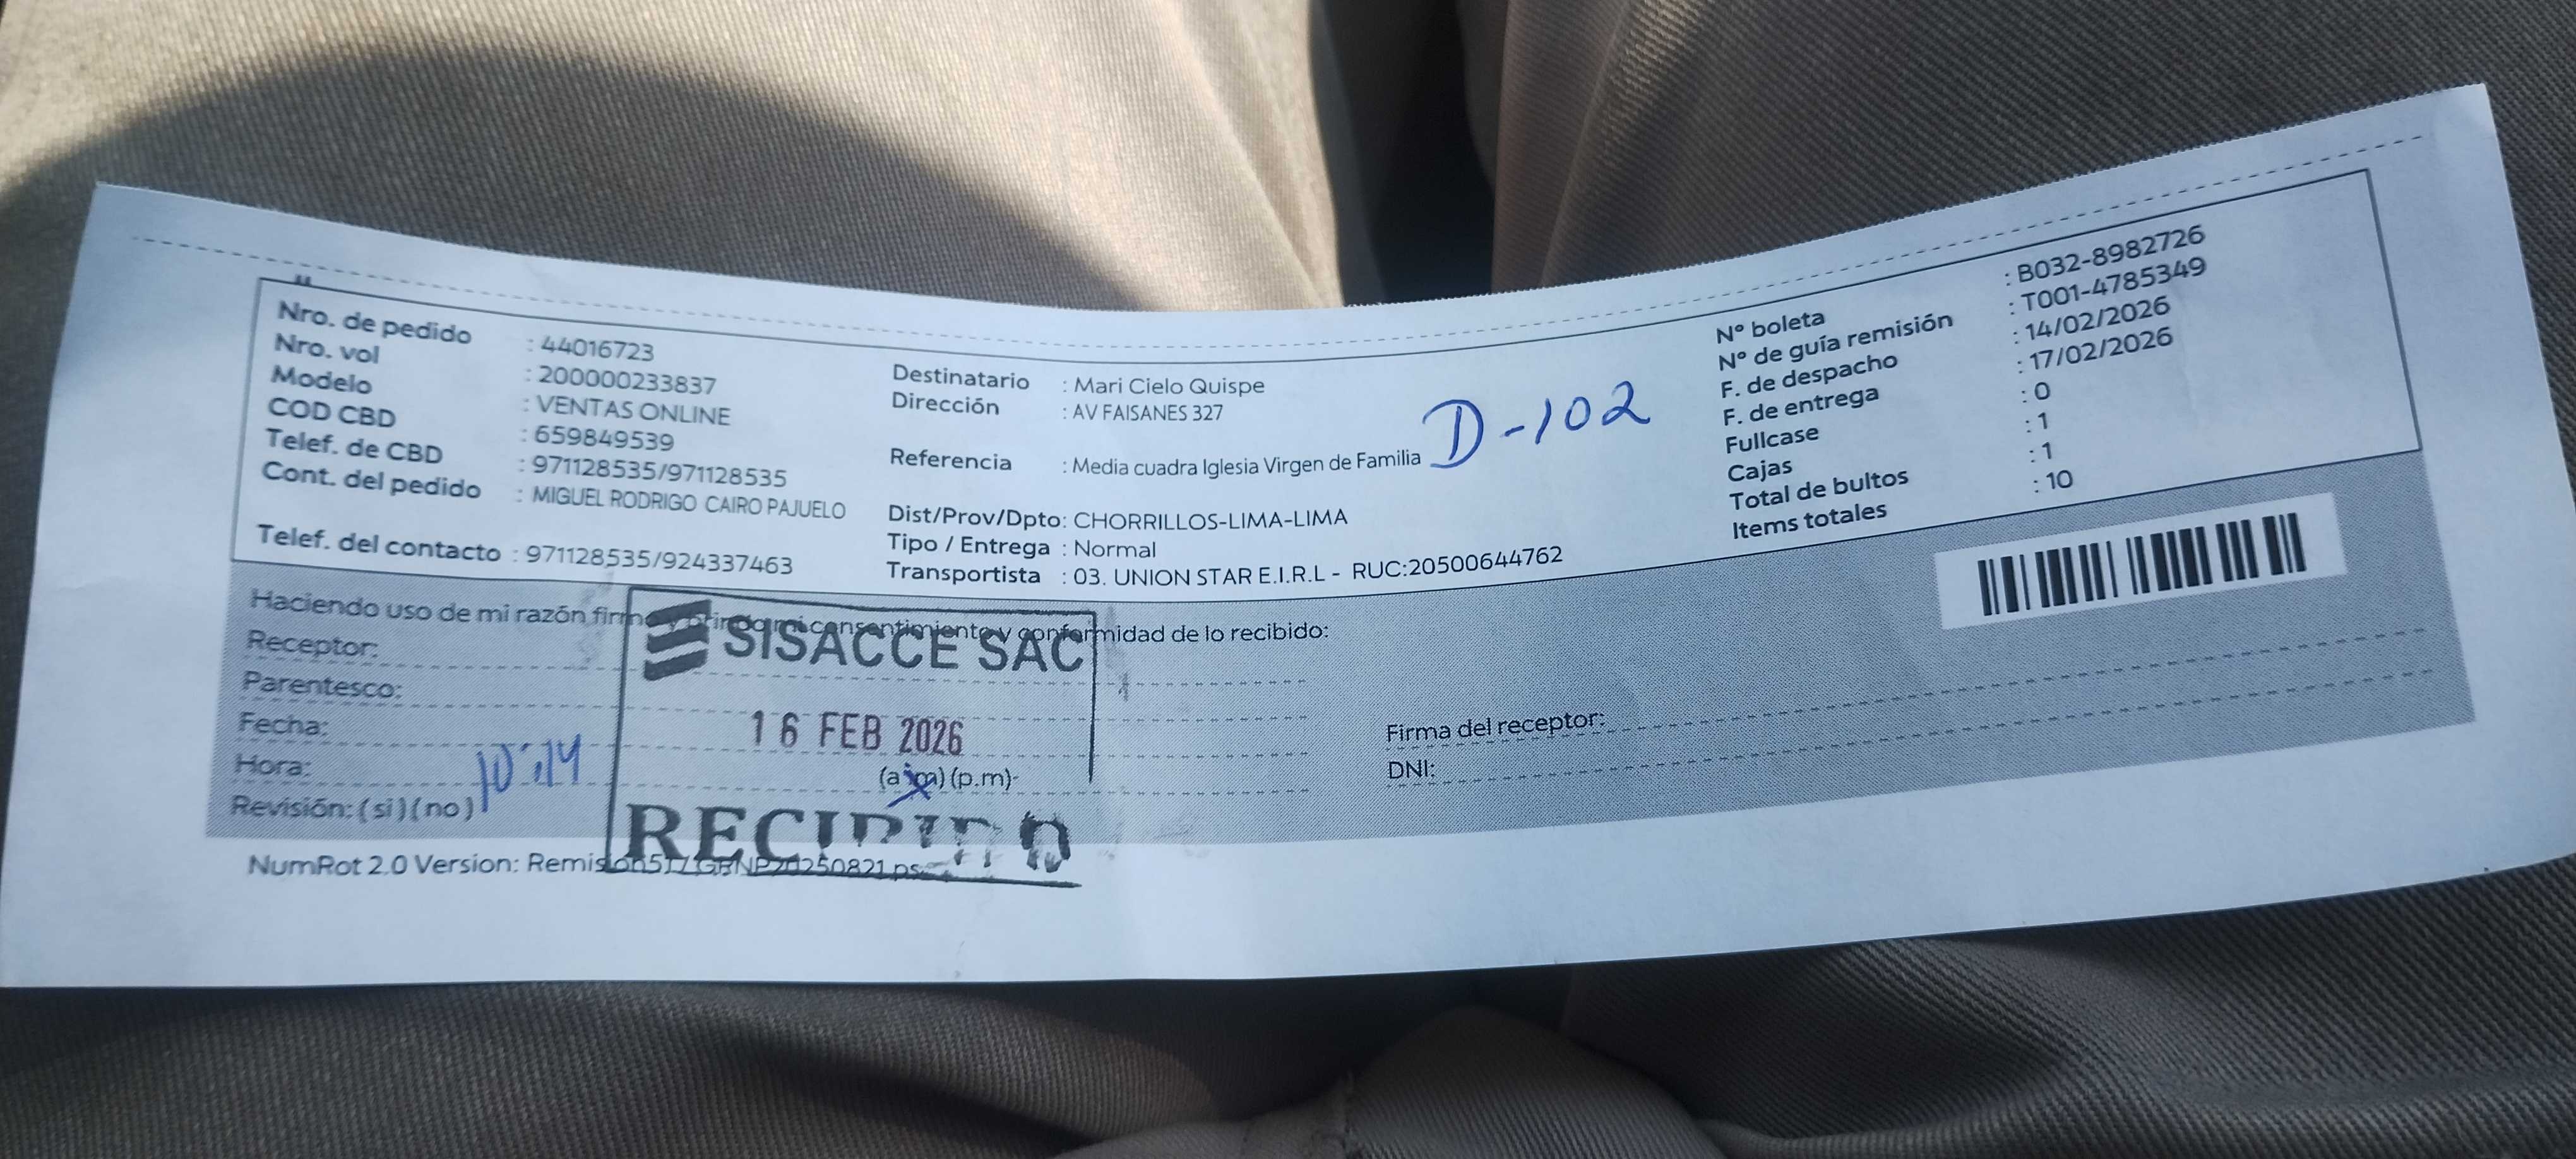 Nro. de pedido : 44016723
Nro. vol : 200000233837
Modelo : VENTAS ONLINE
COD CBD : 659849539
Telef. de CBD : 971128535/971128535
Cont. del pedido : MIGUEL RODRIGO CAIRO PAJUELO
Telef. del contacto : 971128535/924337463
Destinatario : Mari Cielo Quispe
Dirección : AV FAISANES 327
D-102
Referencia : Media cuadra Iglesia Virgen de Familia
Dist/Prov/Dpto: CHORRILLOS-LIMA-LIMA
Tipo / Entrega : Normal
Transportista : 03. UNION STAR E.I.R.L - RUC:20500644762
N° boleta : B032-8982726
N° de guía remisión : T001-4785349
F. de despacho : 14/02/2026
F. de entrega : 17/02/2026
Fullcase : 0
Cajas : 1
Total de bultos : 1
Items totales : 10
Haciendo uso de mi razón firmo y brindo mi consentimiento y conformidad de lo recibido:
SISACCE SAC
Receptor:
Parentesco:
Fecha: 16 FEB 2026
Hora: 10:14 (a.m) (p.m)
Revisión: (si) (no)
RECIBIDO
Firma del receptor:
DNI:
NumRot 2.0 Version: